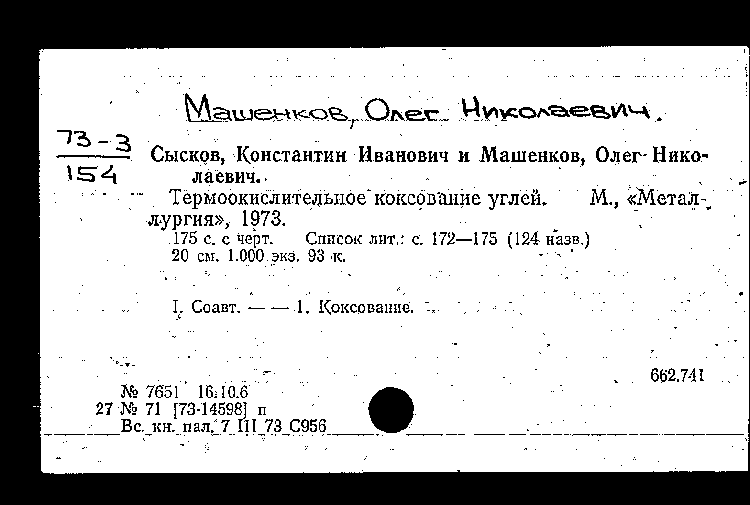 Машенков, Олег Николаевич.
73-3
154
Сысков, Константин Иванович и Машенков, Олег Нико-
лаевич.
Термоокислительное коксование углей. М., «Метал-
лургия», 1973.
175 с. с черт. Список лит.: с. 172—175 (124 назв.)
20 см. 1.000 экз. 93 к.
I. Соавт. — — 1. Коксование.
662.741
№ 7651 16.10.6
27 № 71 [73-14598] п
Вс. кн. пал. 7 III 73 С956